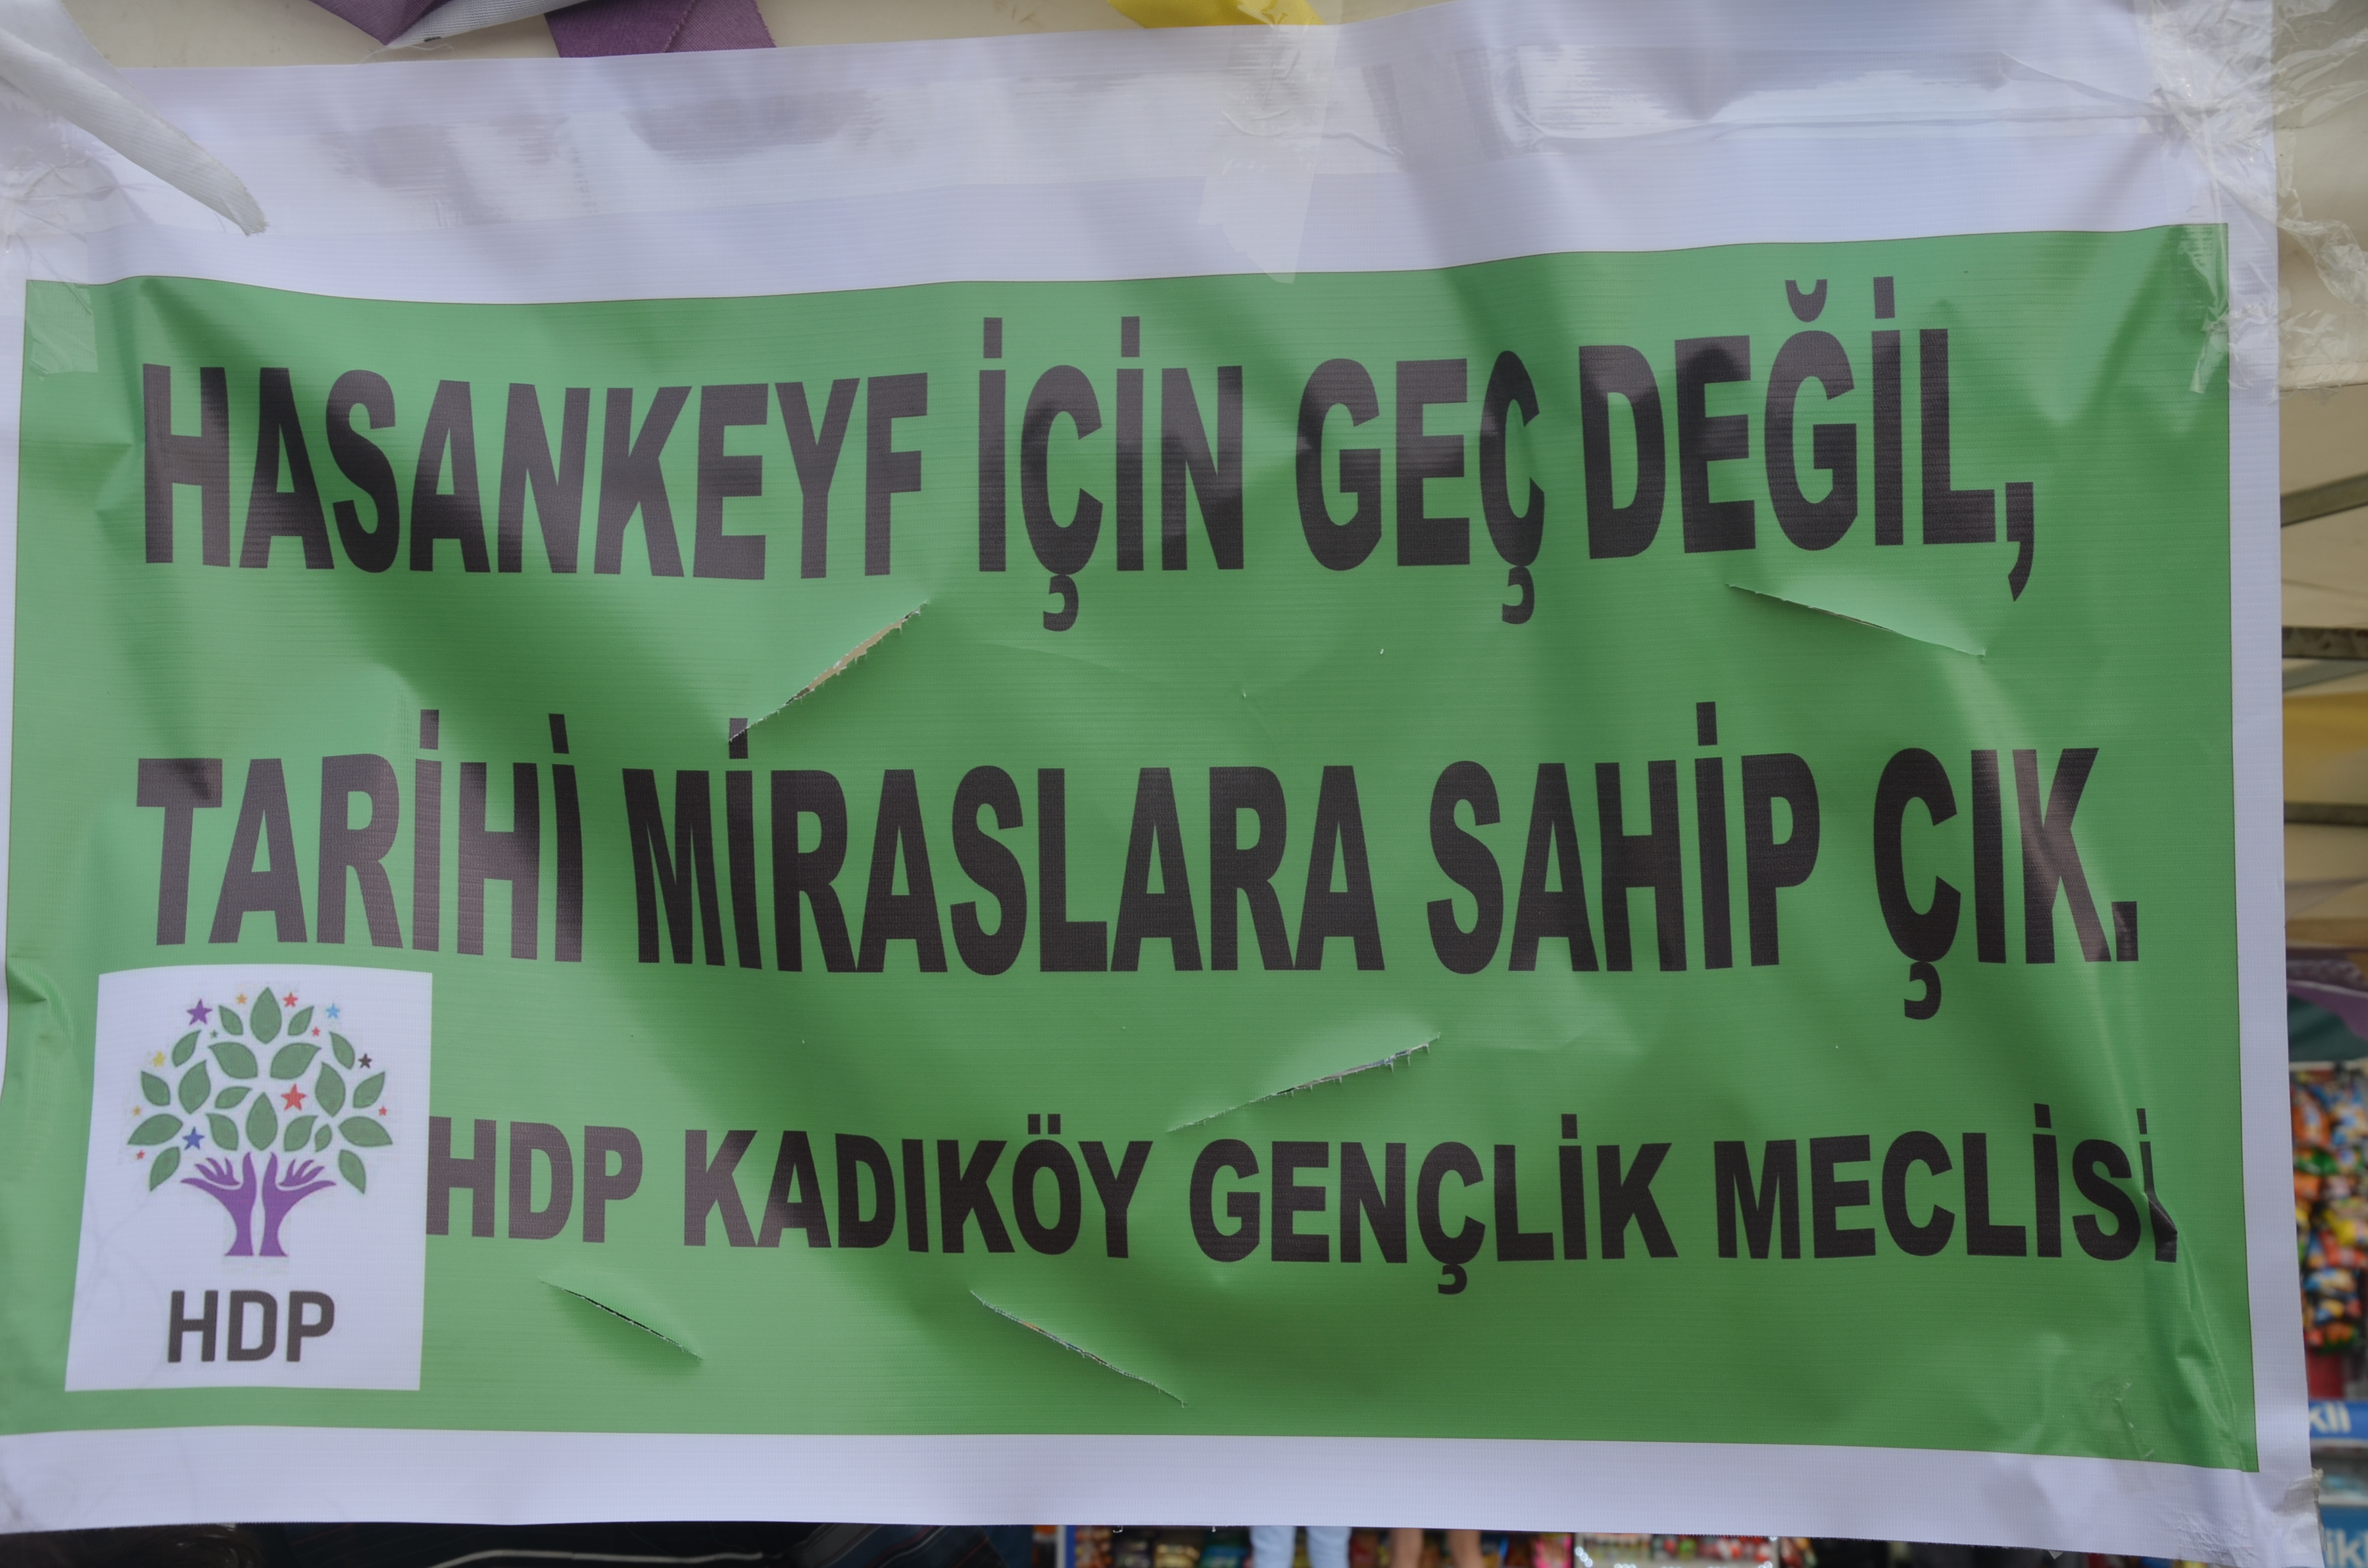 HASANKEYF İÇİN GEÇ DEĞİL,
TARİHİ MİRASLARA SAHİP ÇIK.
HDP KADIKÖY GENÇLİK MECLİSİ
HDP